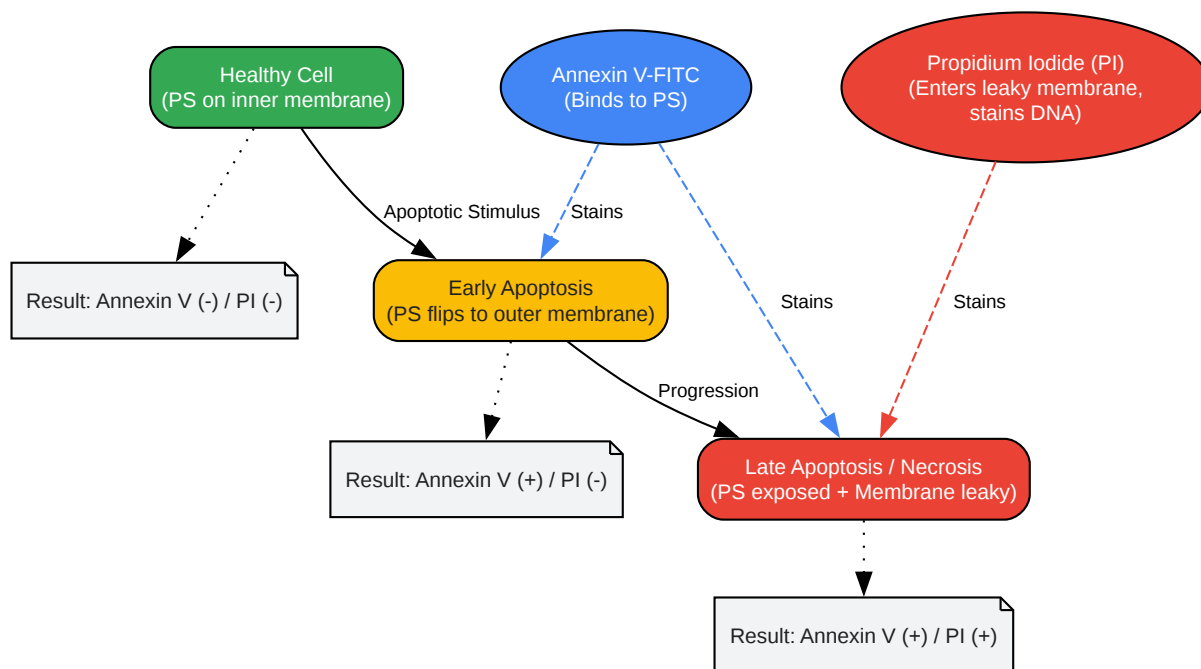 Healthy Cell
(PS on inner membrane)
Annexin V-FITC
(Binds to PS)
Propidium Iodide (PI)
(Enters leaky membrane,
stains DNA)
Apoptotic Stimulus
Stains
Result: Annexin V (-) / PI (-)
Early Apoptosis
(PS flips to outer membrane)
Stains
Stains
Progression
Result: Annexin V (+) / PI (-)
Late Apoptosis / Necrosis
(PS exposed + Membrane leaky)
Result: Annexin V (+) / PI (+)